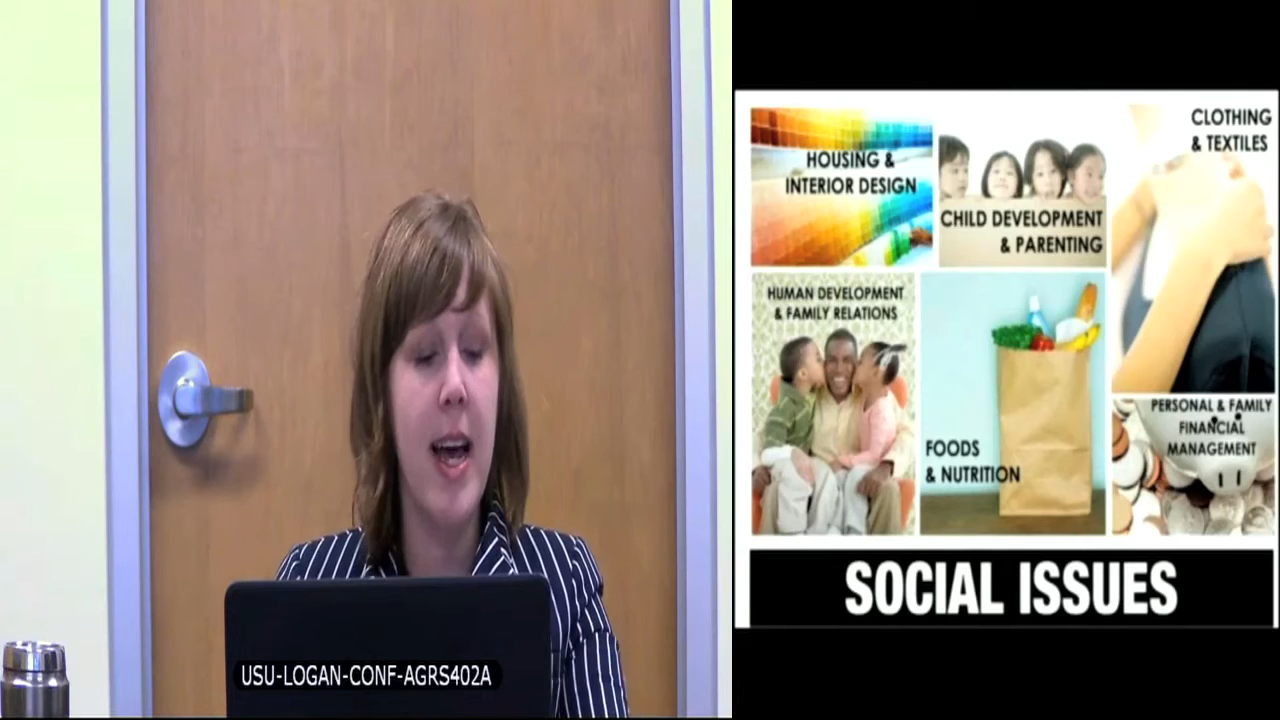 USU-LOGAN-CONF-AGRS402A
HOUSING &
INTERIOR DESIGN
CHILD DEVELOPMENT
& PARENTING
CLOTHING
& TEXTILES
HUMAN DEVELOPMENT
& FAMILY RELATIONS
FOODS
& NUTRITION
PERSONAL & FAMILY
FINANCIAL
MANAGEMENT
SOCIAL ISSUES